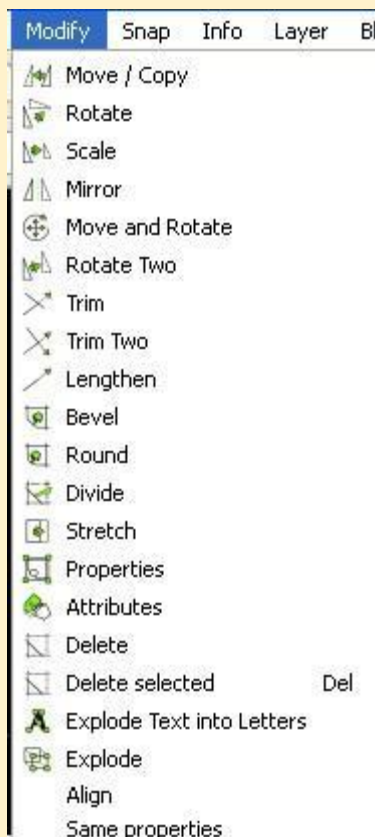 Modify Snap Info Layer
Move / Copy
Rotate
Scale
Mirror
Move and Rotate
Rotate Two
Trim
Trim Two
Lengthen
Bevel
Round
Divide
Stretch
Properties
Attributes
Delete
Delete selected Del
Explode Text into Letters
Explode
Align
Same properties